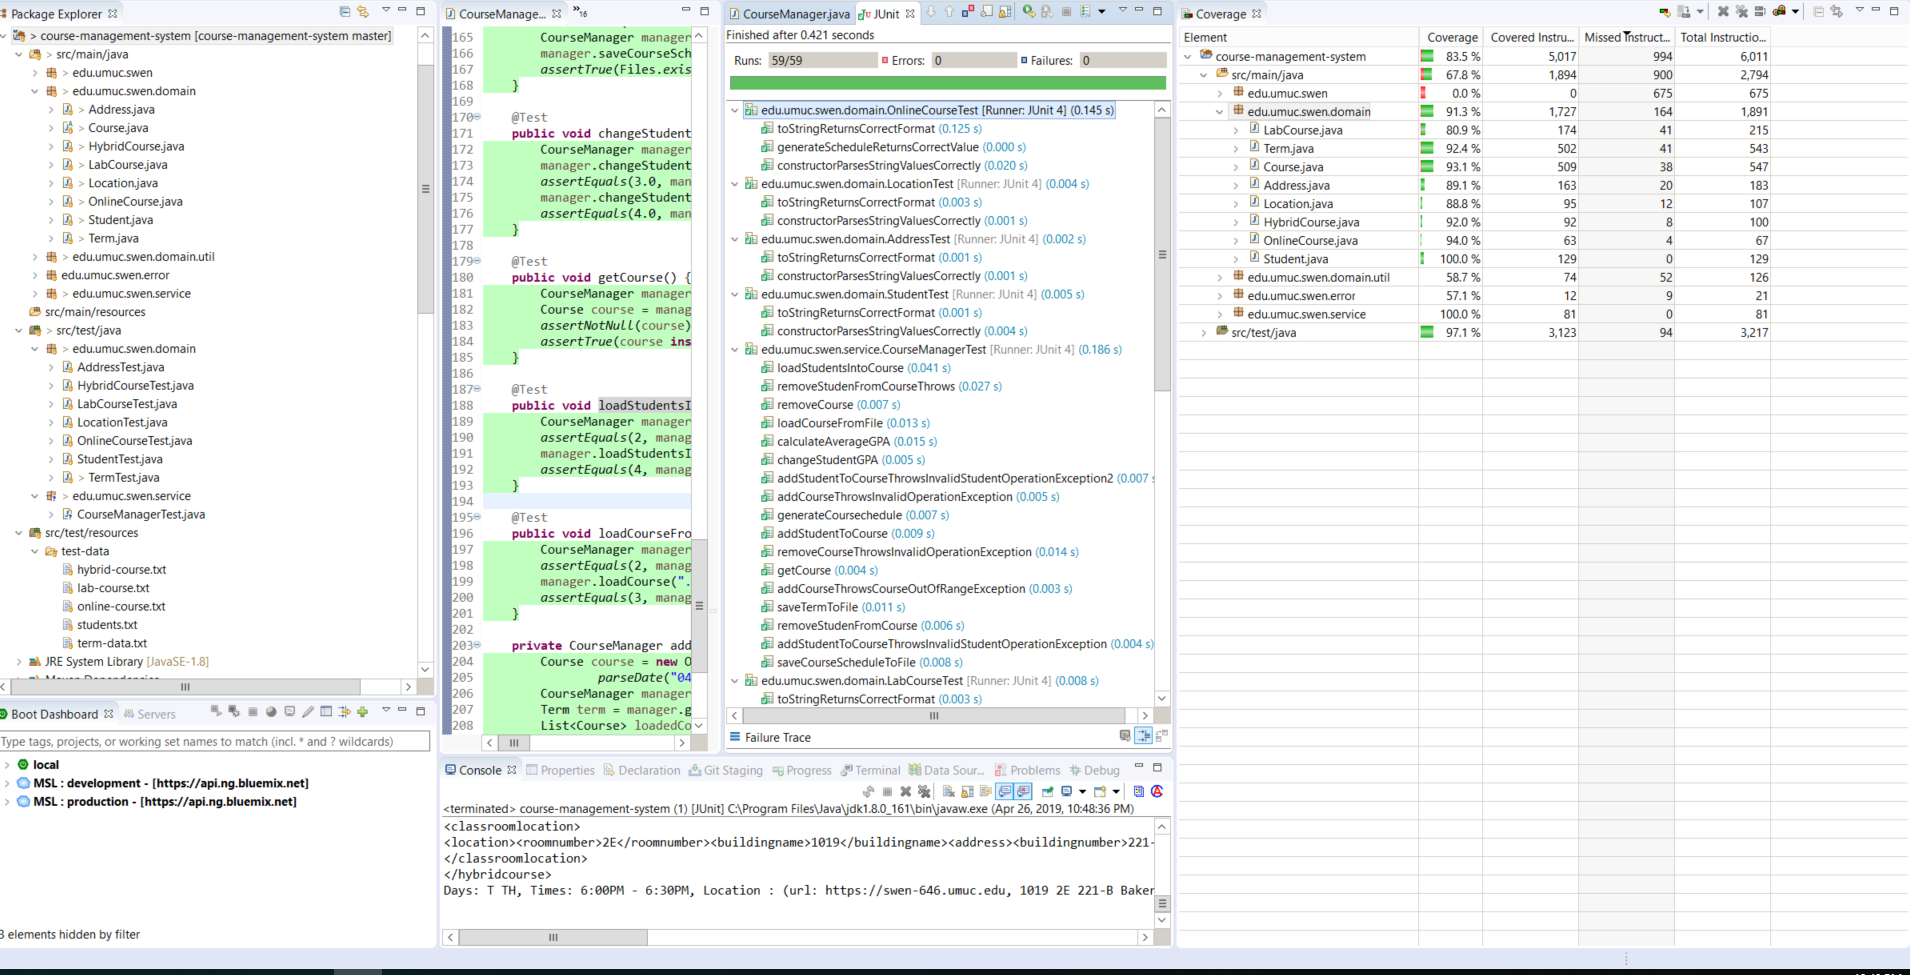 Package Explorer
> course-management-system [course-management-system master]
> src/main/java
> edu.umuc.swen
> edu.umuc.swen.domain
> Address.java
> Course.java
> HybridCourse.java
> LabCourse.java
> Location.java
> OnlineCourse.java
> Student.java
> Term.java
> edu.umuc.swen.domain.util
edu.umuc.swen.error
> edu.umuc.swen.service
src/main/resources
> src/test/java
> edu.umuc.swen.domain
AddressTest.java
HybridCourseTest.java
LabCourseTest.java
LocationTest.java
OnlineCourseTest.java
StudentTest.java
> TermTest.java
> edu.umuc.swen.service
CourseManagerTest.java
src/test/resources
test-data
hybrid-course.txt
lab-course.txt
online-course.txt
students.txt
term-data.txt
JRE System Library [JavaSE-1.8]
Boot Dashboard
Servers
Type tags, projects, or working set names to match (incl. * and ? wildcards)
local
MSL : development - [https://api.ng.bluemix.net]
MSL : production - [https://api.ng.bluemix.net]
3 elements hidden by filter
CourseManage...
»16
165 CourseManager manager
166 manager.saveCourseSch
167 assertTrue(Files.exis
168 }
169
170 @Test
171 public void changeStudent
172 CourseManager manager
173 manager.changeStudent
174 assertEquals(3.0, man
175 manager.changeStudent
176 assertEquals(4.0, man
177 }
178
179 @Test
180 public void getCourse() {
181 CourseManager manager
182 Course course = manag
183 assertNotNull(course)
184 assertTrue(course ins
185 }
186
187 @Test
188 public void loadStudentsI
189 CourseManager manager
190 assertEquals(2, manag
191 manager.loadStudentsI
192 assertEquals(4, manag
193 }
194
195 @Test
196 public void loadCourseFro
197 CourseManager manager
198 assertEquals(2, manag
199 manager.loadCourse(".
200 assertEquals(3, manag
201 }
202
203 private CourseManager add
204 Course course = new O
205 parseDate("04
206 CourseManager manager
207 Term term = manager.g
208 List<Course> loadedCo
CourseManager.java
JUnit
Finished after 0.421 seconds
Runs: 59/59 Errors: 0 Failures: 0
edu.umuc.swen.domain.OnlineCourseTest [Runner: JUnit 4] (0.145 s)
toStringReturnsCorrectFormat (0.125 s)
generateScheduleReturnsCorrectValue (0.000 s)
constructorParsesStringValuesCorrectly (0.020 s)
edu.umuc.swen.domain.LocationTest [Runner: JUnit 4] (0.004 s)
toStringReturnsCorrectFormat (0.003 s)
constructorParsesStringValuesCorrectly (0.001 s)
edu.umuc.swen.domain.AddressTest [Runner: JUnit 4] (0.002 s)
toStringReturnsCorrectFormat (0.001 s)
constructorParsesStringValuesCorrectly (0.001 s)
edu.umuc.swen.domain.StudentTest [Runner: JUnit 4] (0.005 s)
toStringReturnsCorrectFormat (0.001 s)
constructorParsesStringValuesCorrectly (0.004 s)
edu.umuc.swen.service.CourseManagerTest [Runner: JUnit 4] (0.186 s)
loadStudentsIntoCourse (0.041 s)
removeStudenFromCourseThrows (0.027 s)
removeCourse (0.007 s)
loadCourseFromFile (0.013 s)
calculateAverageGPA (0.015 s)
changeStudentGPA (0.005 s)
addStudentToCourseThrowsInvalidStudentOperationException2 (0.007 s
addCourseThrowsInvalidOperationException (0.005 s)
generateCoursechedule (0.007 s)
addStudentToCourse (0.009 s)
removeCourseThrowsInvalidOperationException (0.014 s)
getCourse (0.004 s)
addCourseThrowsCourseOutOfRangeException (0.003 s)
saveTermToFile (0.011 s)
removeStudenFromCourse (0.006 s)
addStudentToCourseThrowsInvalidStudentOperationException (0.004 s)
saveCourseScheduleToFile (0.008 s)
edu.umuc.swen.domain.LabCourseTest [Runner: JUnit 4] (0.008 s)
toStringReturnsCorrectFormat (0.003 s)
Failure Trace
Console Properties Declaration Git Staging Progress Terminal Data Sour... Problems Debug
<terminated> course-management-system (1) [JUnit] C:\Program Files\Java\jdk1.8.0_161\bin\javaw.exe (Apr 26, 2019, 10:48:36 PM)
<classroomlocation>
<location><roomnumber>2E</roomnumber><buildingname>1019</buildingname><address><buildingnumber>221-
</classroomlocation>
</hybridcourse>
Days: T TH, Times: 6:00PM - 6:30PM, Location : (url: https://swen-646.umuc.edu, 1019 2E 221-B Baker
Coverage
Element Coverage Covered Instru... Missed Instruct... Total Instructio...
course-management-system 83.5 % 5,017 994 6,011
src/main/java 67.8 % 1,894 900 2,794
edu.umuc.swen 0.0 % 0 675 675
edu.umuc.swen.domain 91.3 % 1,727 164 1,891
LabCourse.java 80.9 % 174 41 215
Term.java 92.4 % 502 41 543
Course.java 93.1 % 509 38 547
Address.java 89.1 % 163 20 183
Location.java 88.8 % 95 12 107
HybridCourse.java 92.0 % 92 8 100
OnlineCourse.java 94.0 % 63 4 67
Student.java 100.0 % 129 0 129
edu.umuc.swen.domain.util 58.7 % 74 52 126
edu.umuc.swen.error 57.1 % 12 9 21
edu.umuc.swen.service 100.0 % 81 0 81
src/test/java 97.1 % 3,123 94 3,217